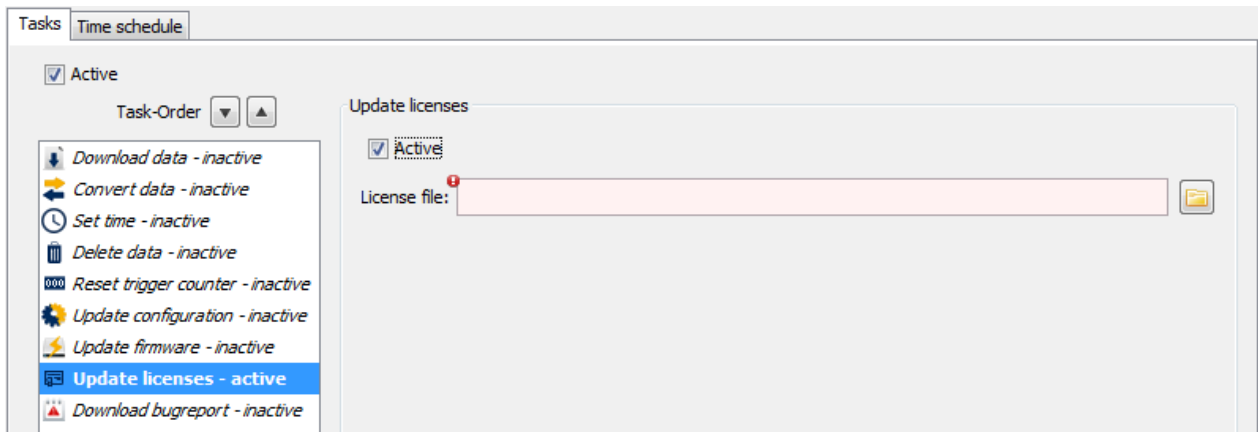 Tasks
Time schedule
Active
Task-Order
Download data - inactive
Convert data - inactive
Set time - inactive
Delete data - inactive
000 Reset trigger counter - inactive
Update configuration - inactive
Update firmware - inactive
Update licenses - active
Download bugreport - inactive
Update licenses
Active
License file: